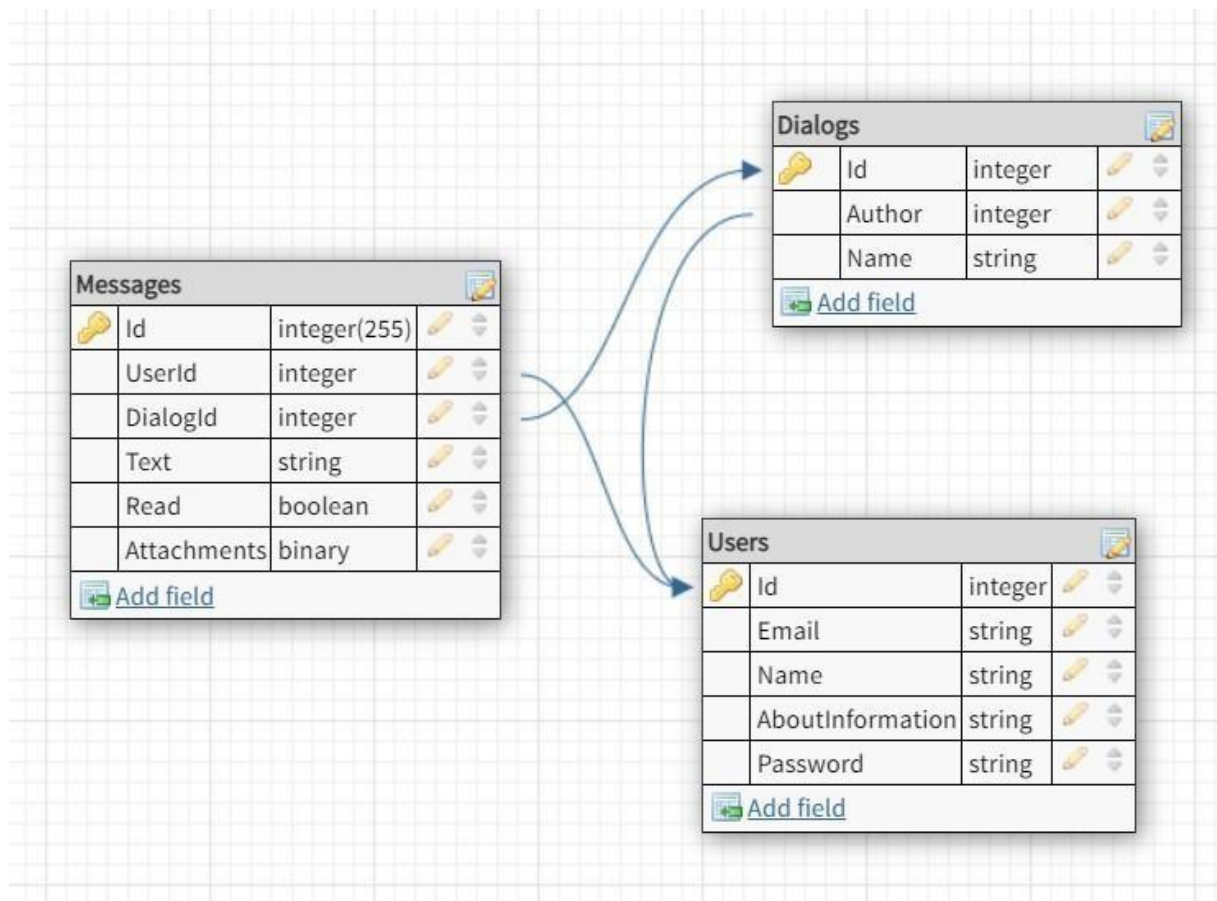 Dialogs
Id integer
Author integer
Name string
Add field
Messages
Id integer(255)
UserId integer
DialogId integer
Text string
Read boolean
Attachments binary
Add field
Users
Id integer
Email string
Name string
AboutInformation string
Password string
Add field